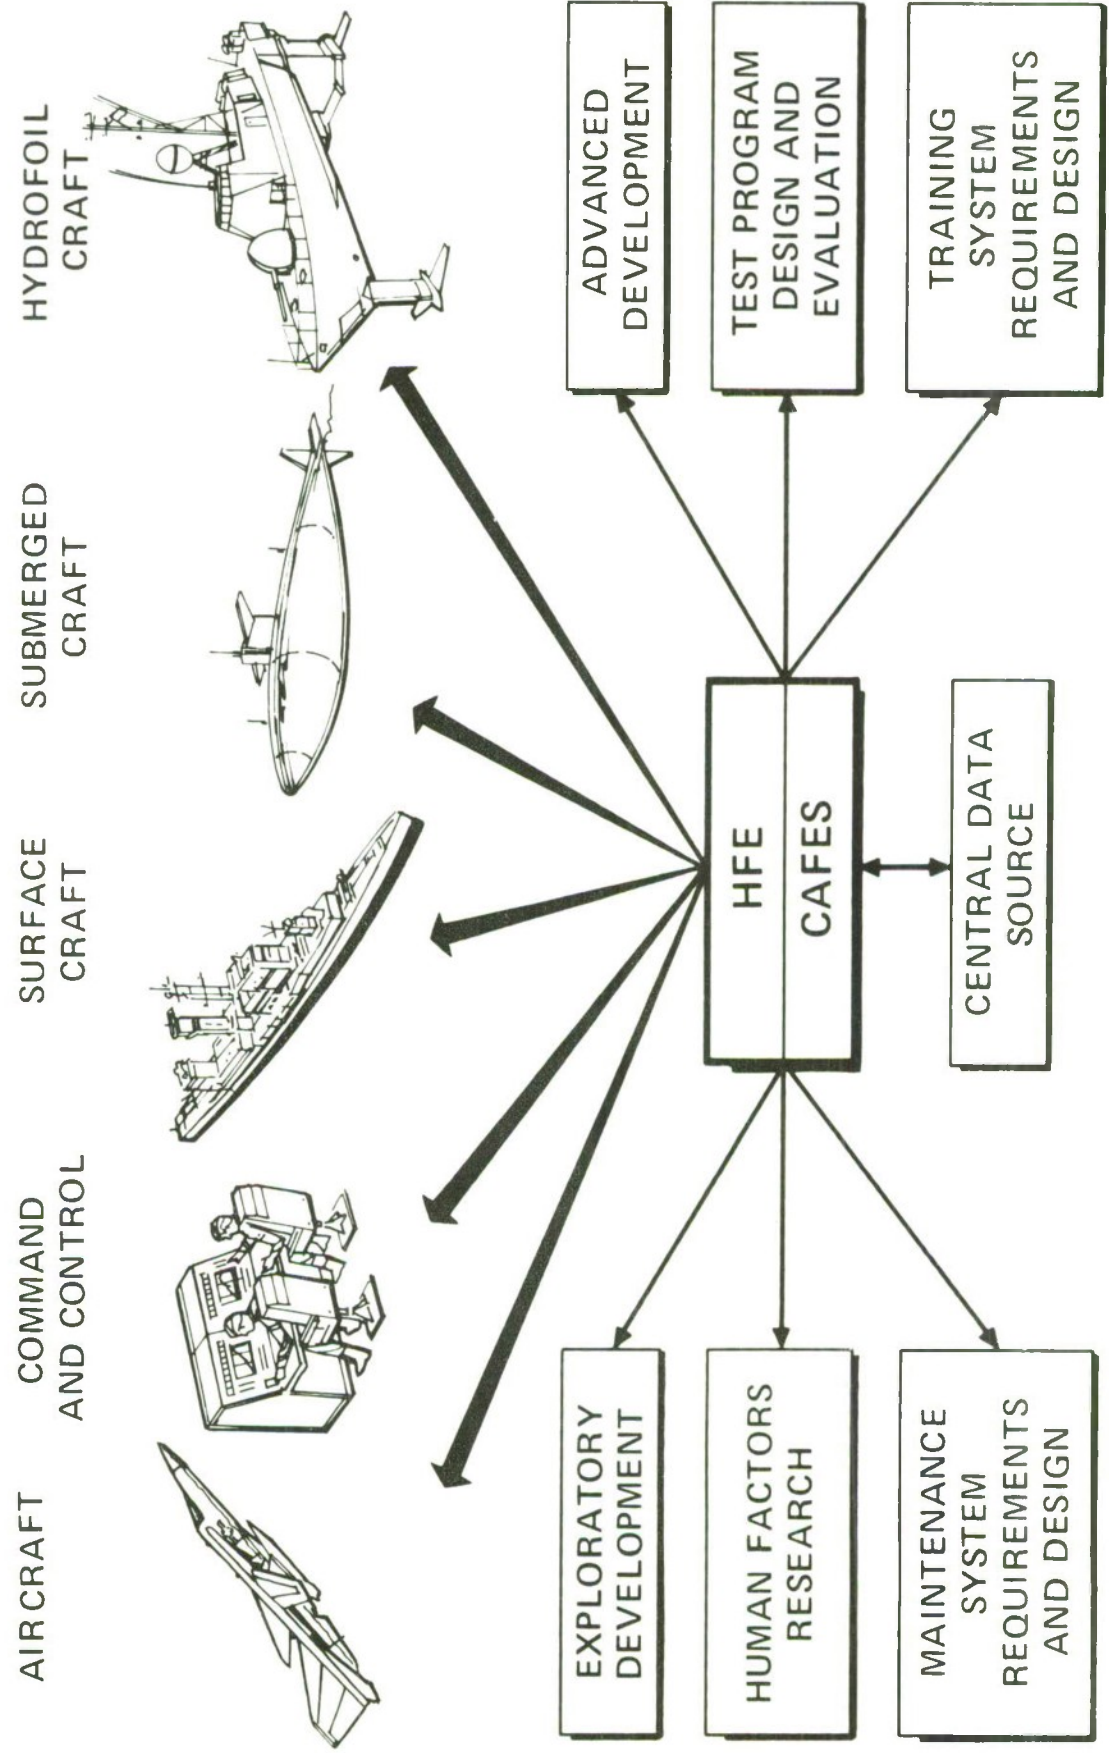 AIRCRAFT
COMMAND
AND CONTROL
SURFACE
CRAFT
SUBMERGED
CRAFT
HYDROFOIL
CRAFT
EXPLORATORY
DEVELOPMENT
HUMAN FACTORS
RESEARCH
MAINTENANCE
SYSTEM
REQUIREMENTS
AND DESIGN
HFE
CAFES
CENTRAL DATA
SOURCE
ADVANCED
DEVELOPMENT
TEST PROGRAM
DESIGN AND
EVALUATION
TRAINING
SYSTEM
REQUIREMENTS
AND DESIGN